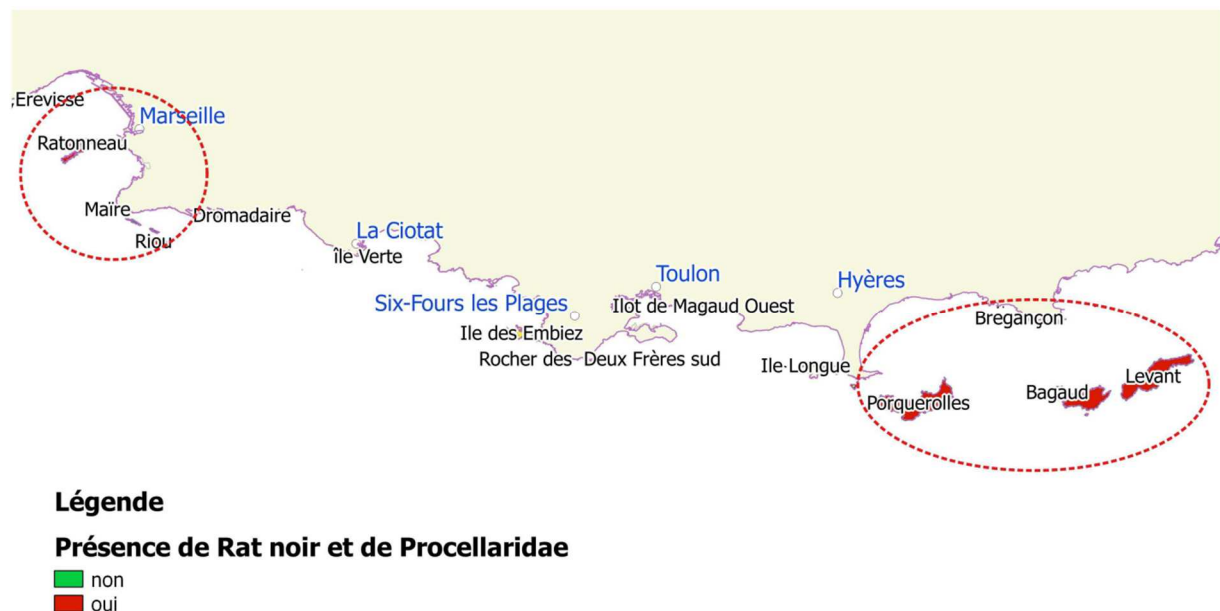 ,Erevisse
Marseille
Ratonneau
Maïre
Dromadaire
Riou
La Ciotat
île Verte
Toulon
Hyères
Six-Fours les Plages
Ilot de Magaud Ouest
Bregançon
Ile des Embiez
Rocher des Deux Frères sud
Ile Longue
Levant
Bagaud
Porquerolles
Légende
Présence de Rat noir et de Procellaridae
non
oui